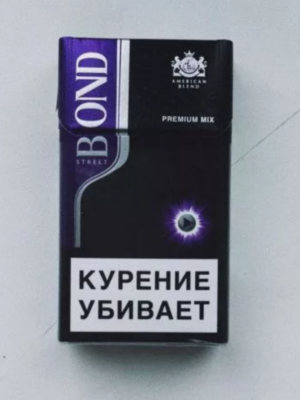 BOND
STREET
AMERICAN
BLEND
PREMIUM MIX
КУРЕНИЕ
УБИВАЕТ